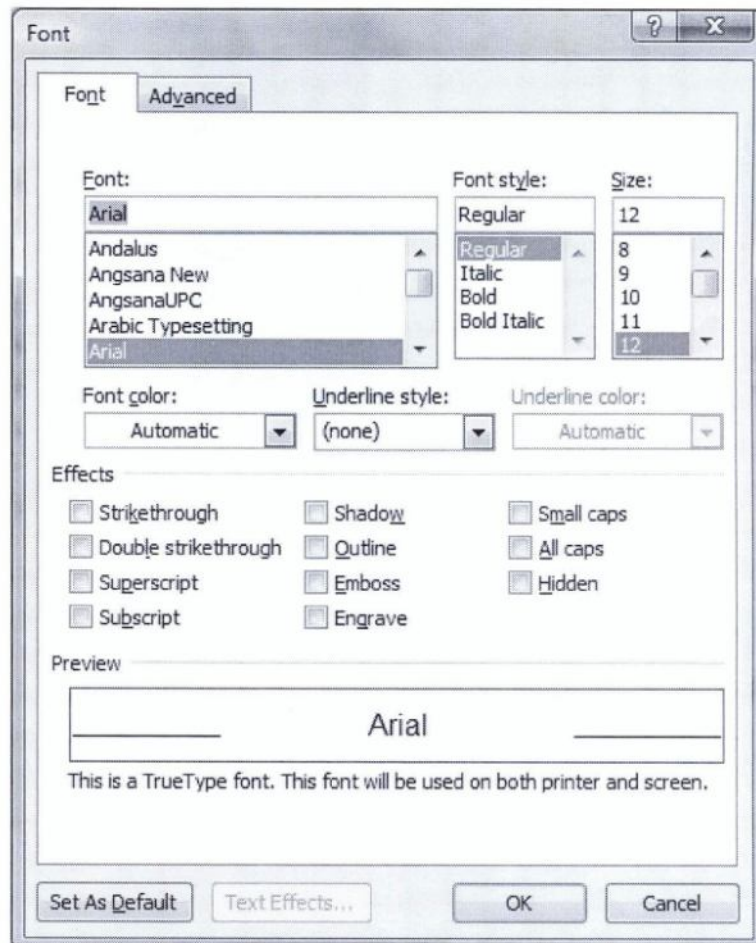 Font
Font Advanced
Font: Font style: Size:
Arial Regular 12
Andalus Regular 8
Angsana New Italic 9
AngsanaUPC Bold 10
Arabic Typesetting Bold Italic 11
Arial 12
Font color: Underline style: Underline color:
Automatic (none) Automatic
Effects
Strikethrough Shadow Small caps
Double strikethrough Outline All caps
Superscript Emboss Hidden
Subscript Engrave
Preview
Arial
This is a TrueType font. This font will be used on both printer and screen.
Set As Default Text Effects... OK Cancel